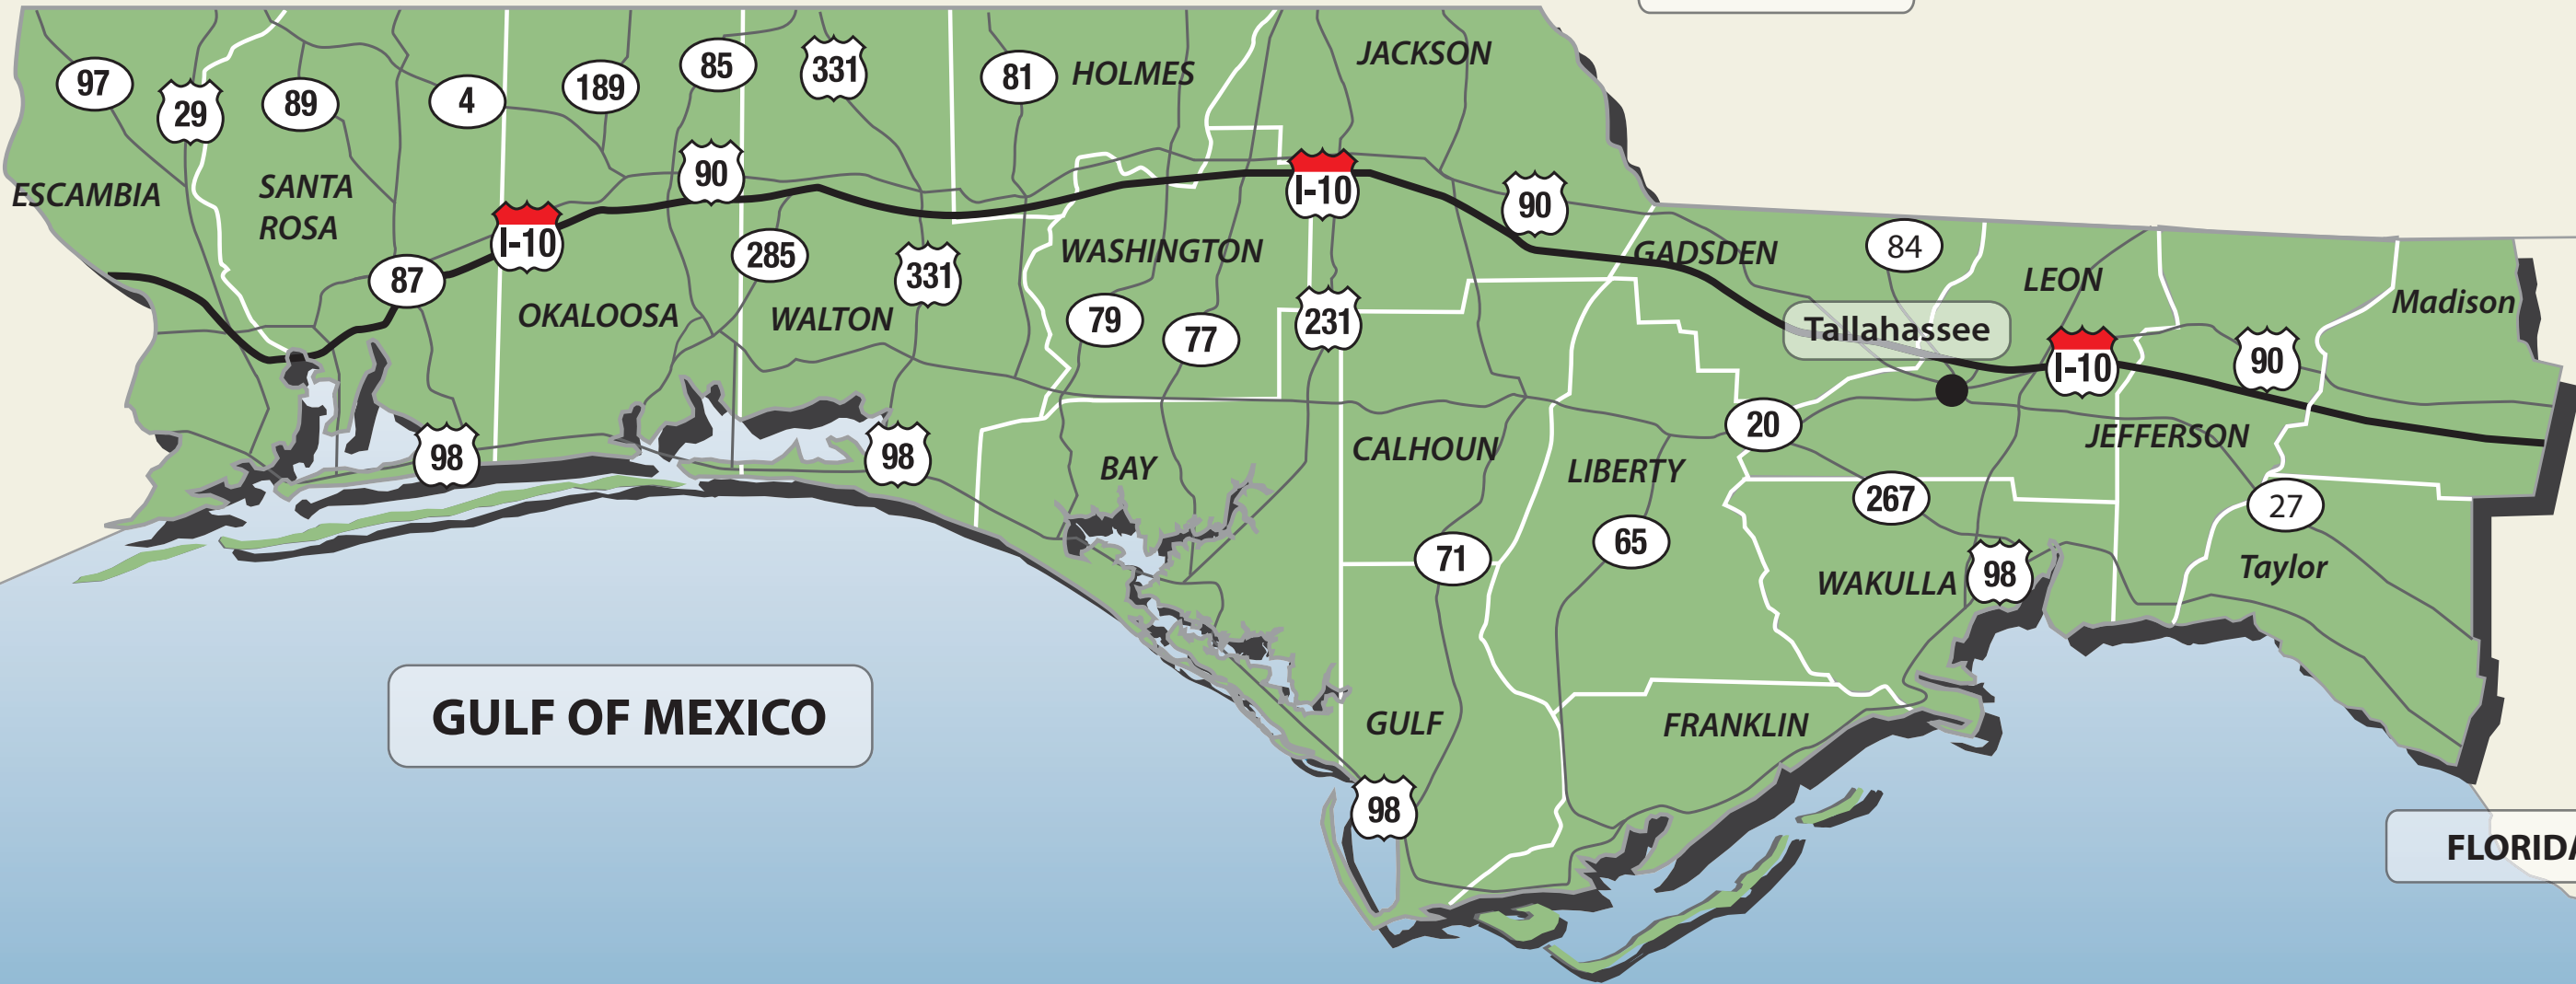 JACKSON
HOLMES
97
29
89
4
189
85
331
81
ESCAMBIA
SANTA
ROSA
90
I-10
90
I-10
87
285
331
WASHINGTON
GADSDEN
84
LEON
Madison
OKALOOSA
WALTON
79
77
231
Tallahassee
I-10
90
98
98
BAY
CALHOUN
LIBERTY
20
JEFFERSON
267
27
71
65
WAKULLA
98
Taylor
GULF OF MEXICO
GULF
FRANKLIN
98
FLORIDA